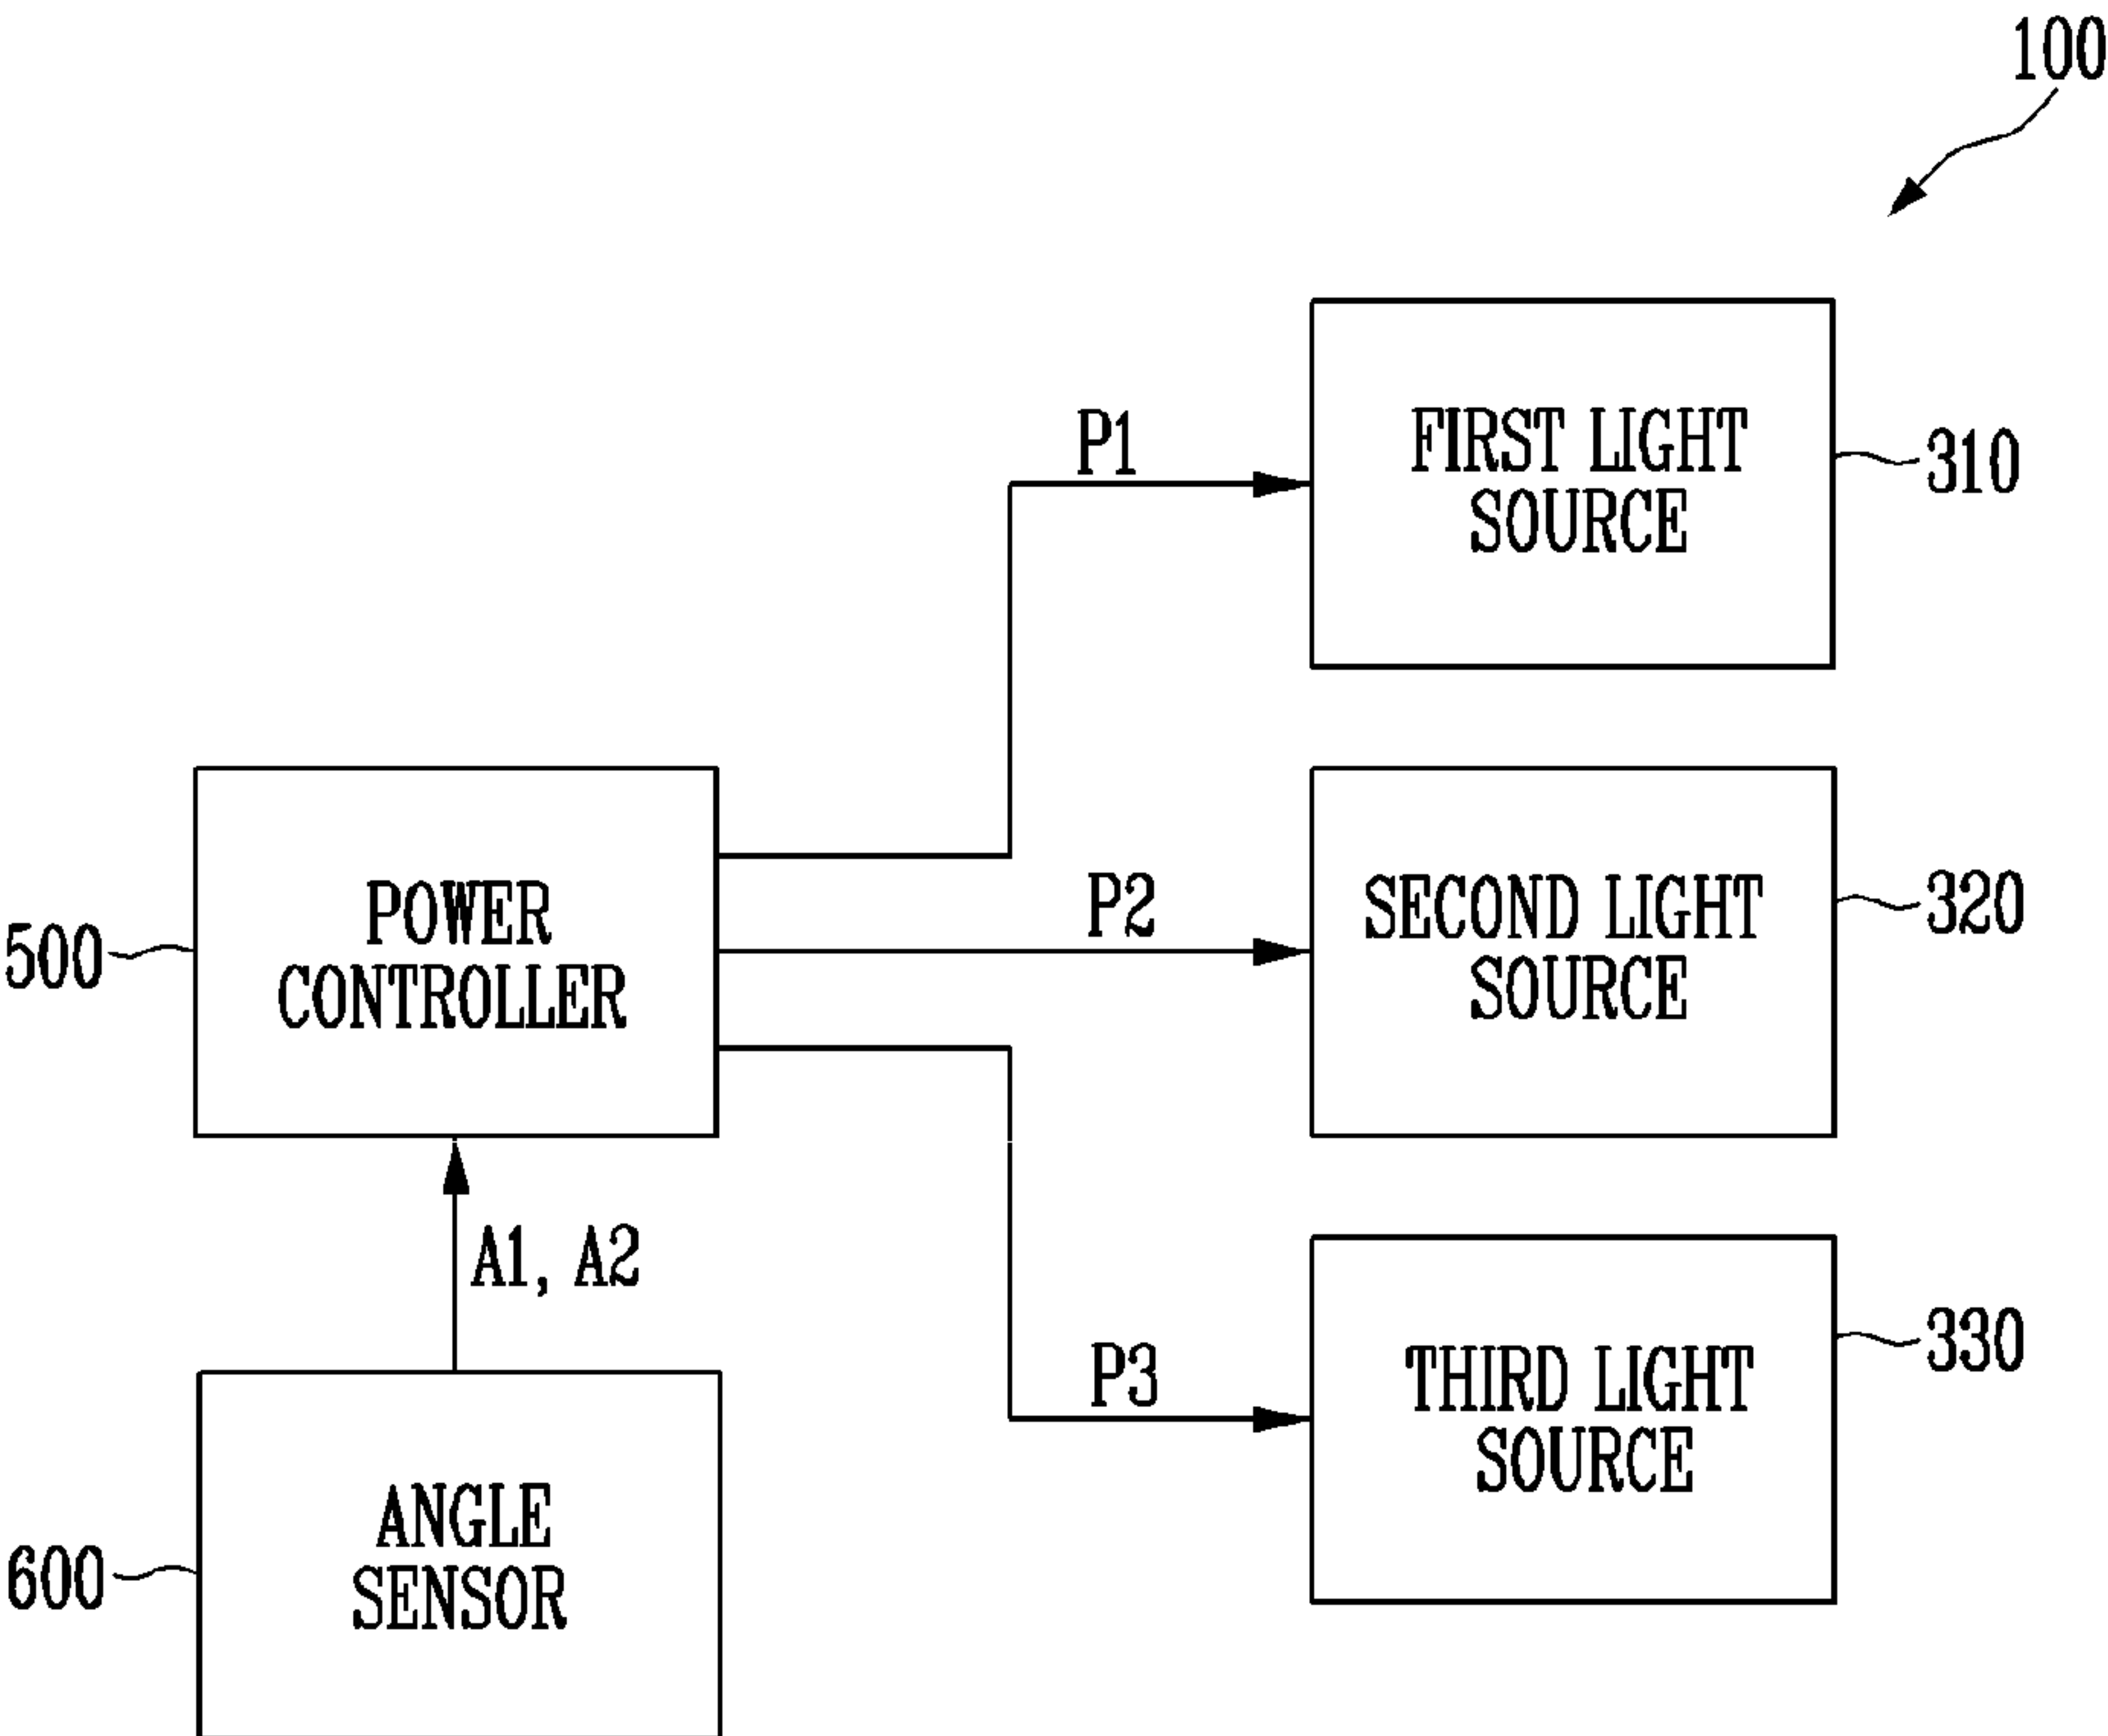 100
P1
FIRST LIGHT
SOURCE
310
500
POWER
CONTROLLER
P2
SECOND LIGHT
SOURCE
320
A1, A2
P3
THIRD LIGHT
SOURCE
330
600
ANGLE
SENSOR